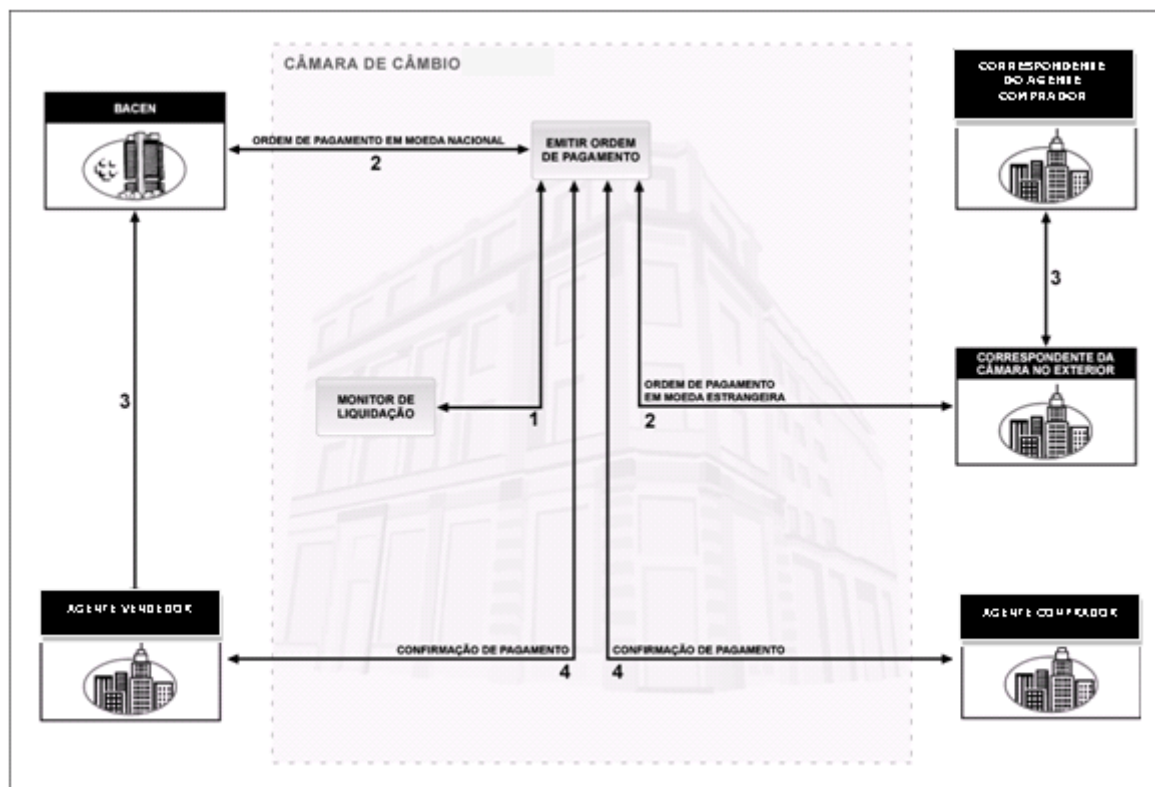 CÂMARA DE CÂMBIO
CORRESPONDENTE
DO AGENTE
COMPRADOR
BACEN
ORDEM DE PAGAMENTO EM MOEDA NACIONAL
2
EMITIR ORDEM
DE PAGAMENTO
3
CORRESPONDENTE DA
CÂMARA NO EXTERIOR
ORDEM DE PAGAMENTO
EM MOEDA ESTRANGEIRA
2
MONITOR DE
LIQUIDAÇÃO
1
3
AGENTE VENDEDOR
AGENTE COMPRADOR
CONFIRMAÇÃO DE PAGAMENTO
4
CONFIRMAÇÃO DE PAGAMENTO
4